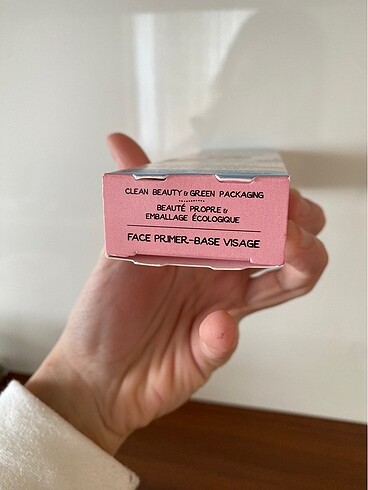 CLEAN BEAUTY & GREEN PACKAGING
BEAUTÉ PROPRE &
EMBALLAGE ÉCOLOGIQUE
FACE PRIMER-BASE VISAGE